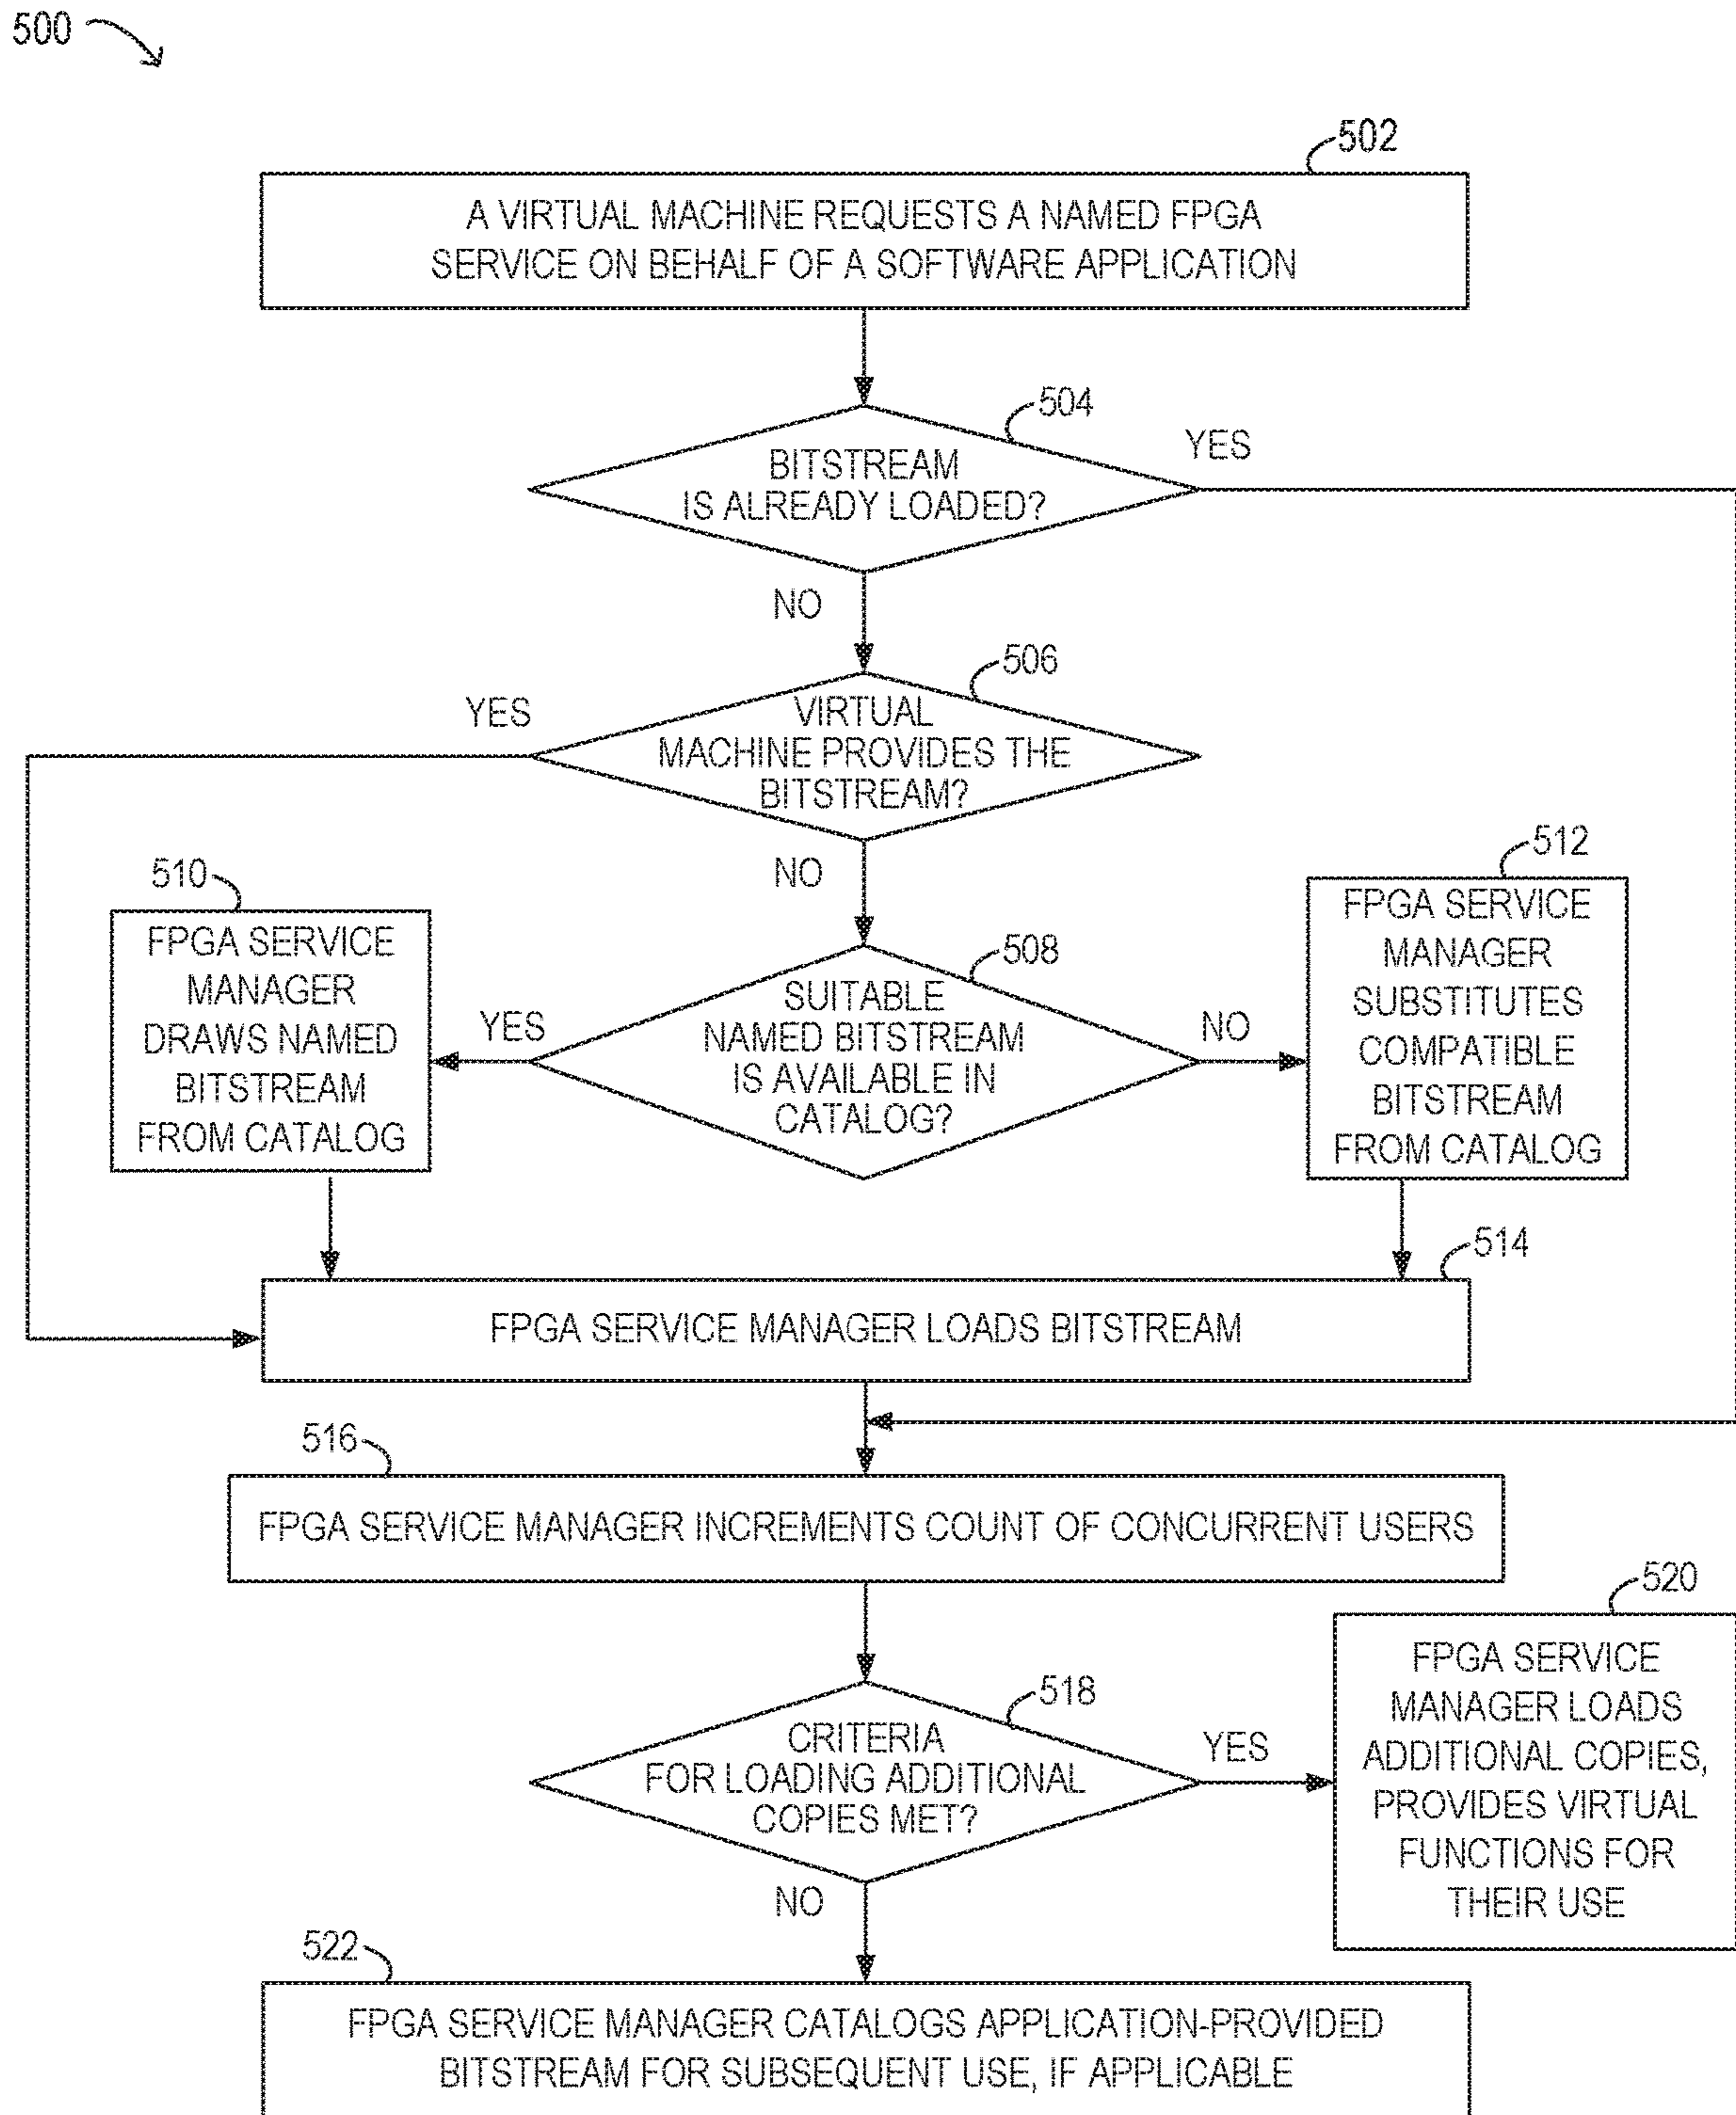 500
502
A VIRTUAL MACHINE REQUESTS A NAMED FPGA
SERVICE ON BEHALF OF A SOFTWARE APPLICATION
504
YES
BITSTREAM
IS ALREADY LOADED?
NO
506
YES
VIRTUAL
MACHINE PROVIDES THE
BITSTREAM?
NO
510
FPGA SERVICE
MANAGER
DRAWS NAMED
BITSTREAM
FROM CATALOG
YES
508
SUITABLE
NAMED BITSTREAM
IS AVAILABLE IN
CATALOG?
NO
512
FPGA SERVICE
MANAGER
SUBSTITUTES
COMPATIBLE
BITSTREAM
FROM CATALOG
514
FPGA SERVICE MANAGER LOADS BITSTREAM
516
FPGA SERVICE MANAGER INCREMENTS COUNT OF CONCURRENT USERS
518
CRITERIA
FOR LOADING ADDITIONAL
COPIES MET?
YES
520
FPGA SERVICE
MANAGER LOADS
ADDITIONAL COPIES,
PROVIDES VIRTUAL
FUNCTIONS FOR
THEIR USE
NO
522
FPGA SERVICE MANAGER CATALOGS APPLICATION-PROVIDED
BITSTREAM FOR SUBSEQUENT USE, IF APPLICABLE